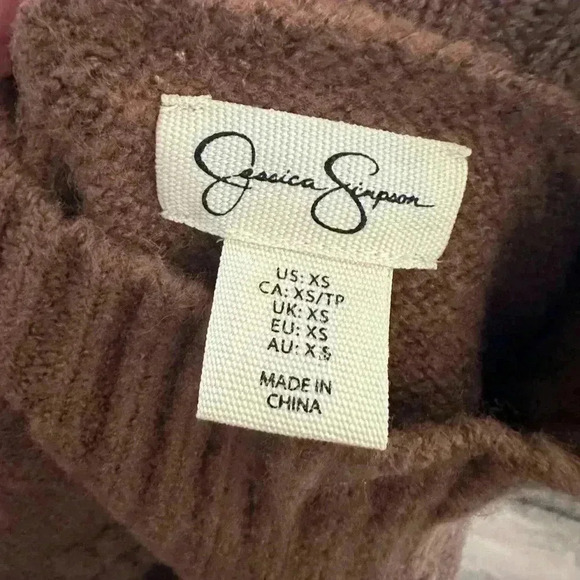 Jessica Simpson
US: XS
CA: XS/TP
UK: XS
EU: XS
AU: XS
MADE IN
CHINA